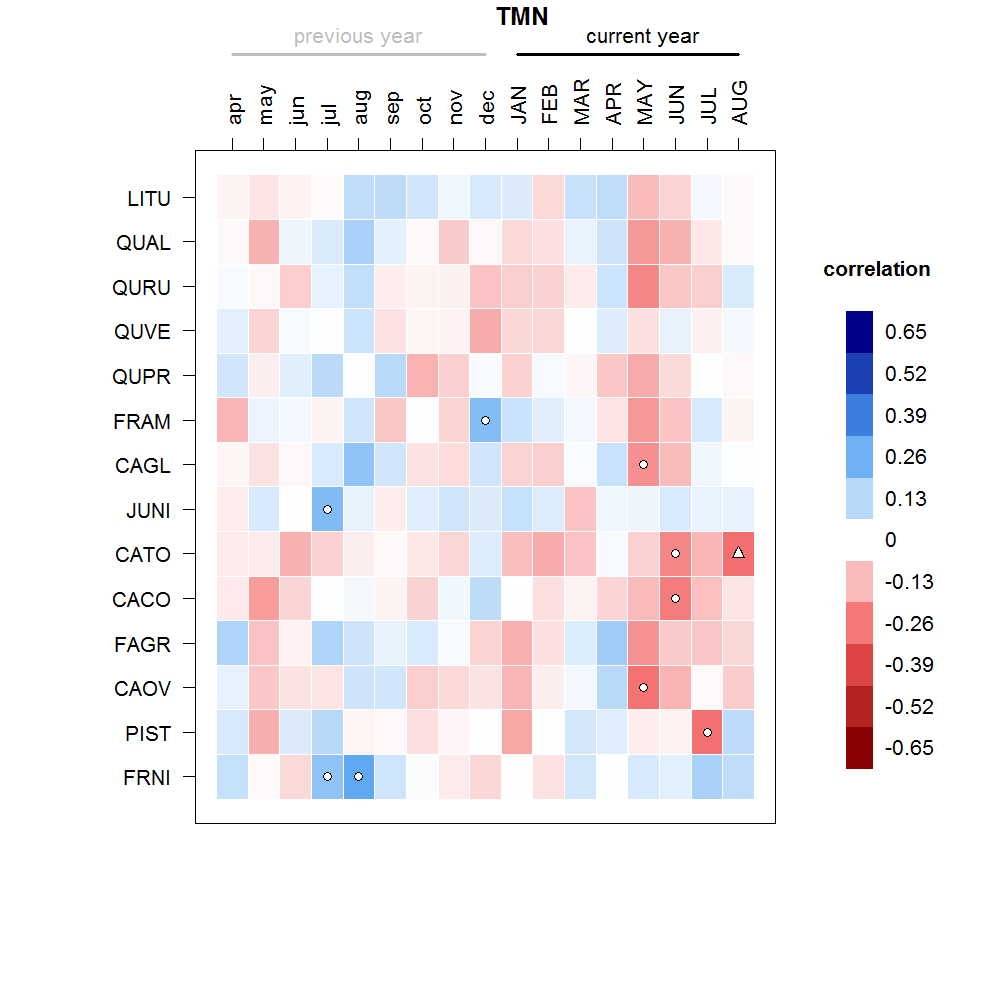 TMN
previous year current year
apr may jun jul aug sep oct nov dec JAN FEB MAR APR MAY JUN JUL AUG
LITU
QUAL
QURU
QUVE
QUPR
FRAM
CAGL
JUNI
CATO
CACO
FAGR
CAOV
PIST
FRNI
correlation
0.65
0.52
0.39
0.26
0.13
0
-0.13
-0.26
-0.39
-0.52
-0.65